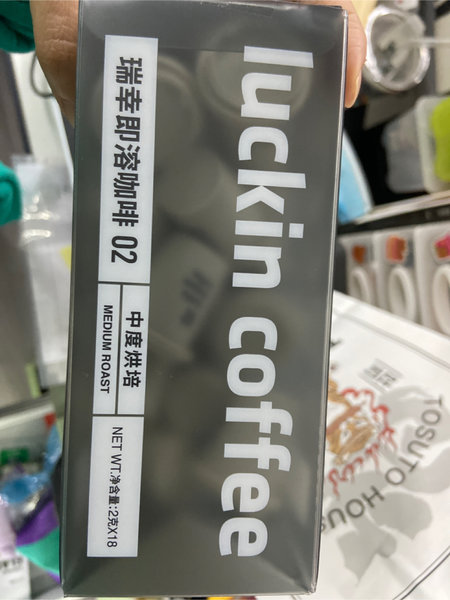 luckin coffee
瑞幸即溶咖啡 02
中度烘培
MEDIUM ROAST
NET WT.净含量:2克X18
TOSUTO HOUS